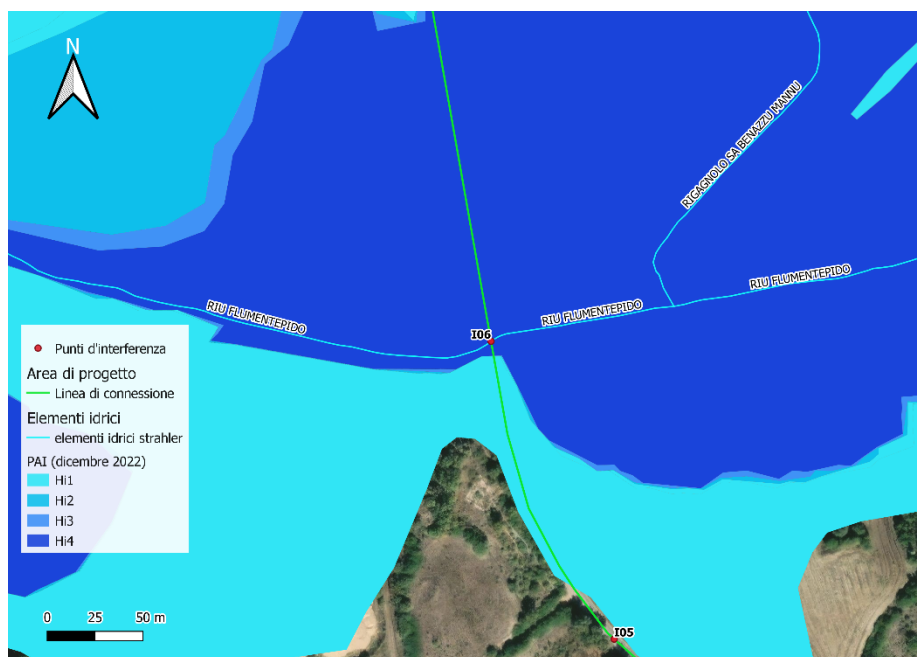 N
RIGAGNOLO SA BENAZZU MANNU
RIU FLUMENTEPIDO
RIU FLUMENTEPIDO
RIU FLUMENTEPIDO
I06
Punti d'interferenza
Area di progetto
Linea di connessione
Elementi idrici
elementi idrici strahler
PAI (dicembre 2022)
Hi1
Hi2
Hi3
Hi4
0 25 50 m
I05